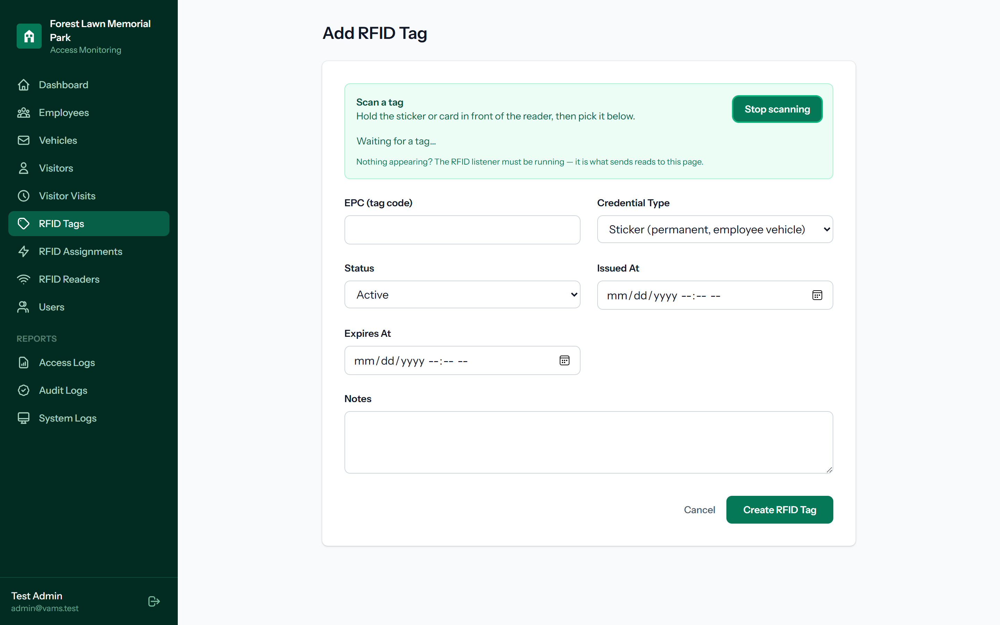 Forest Lawn Memorial
Park
Access Monitoring
Dashboard
Employees
Vehicles
Visitors
Visitor Visits
RFID Tags
RFID Assignments
RFID Readers
Users
REPORTS
Access Logs
Audit Logs
System Logs
Test Admin
admin@vams.test
Add RFID Tag
Scan a tag
Hold the sticker or card in front of the reader, then pick it below.
Stop scanning
Waiting for a tag...
Nothing appearing? The RFID listener must be running — it is what sends reads to this page.
EPC (tag code)
Credential Type
Sticker (permanent, employee vehicle)
Status
Active
Issued At
mm/dd/yyyy --:-- --
Expires At
mm/dd/yyyy --:-- --
Notes
Cancel
Create RFID Tag